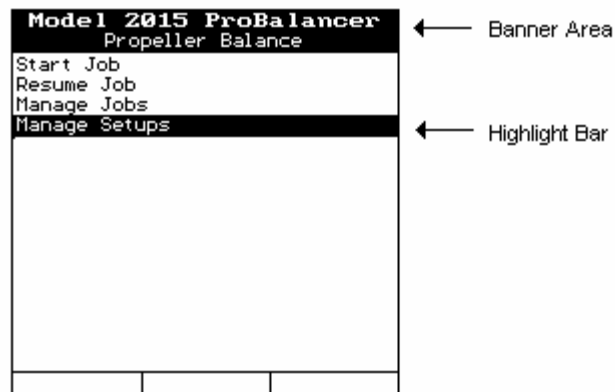 Model 2015 ProBalancer
Propeller Balance
Banner Area
Start Job
Resume Job
Manage Jobs
Manage Setups
Highlight Bar